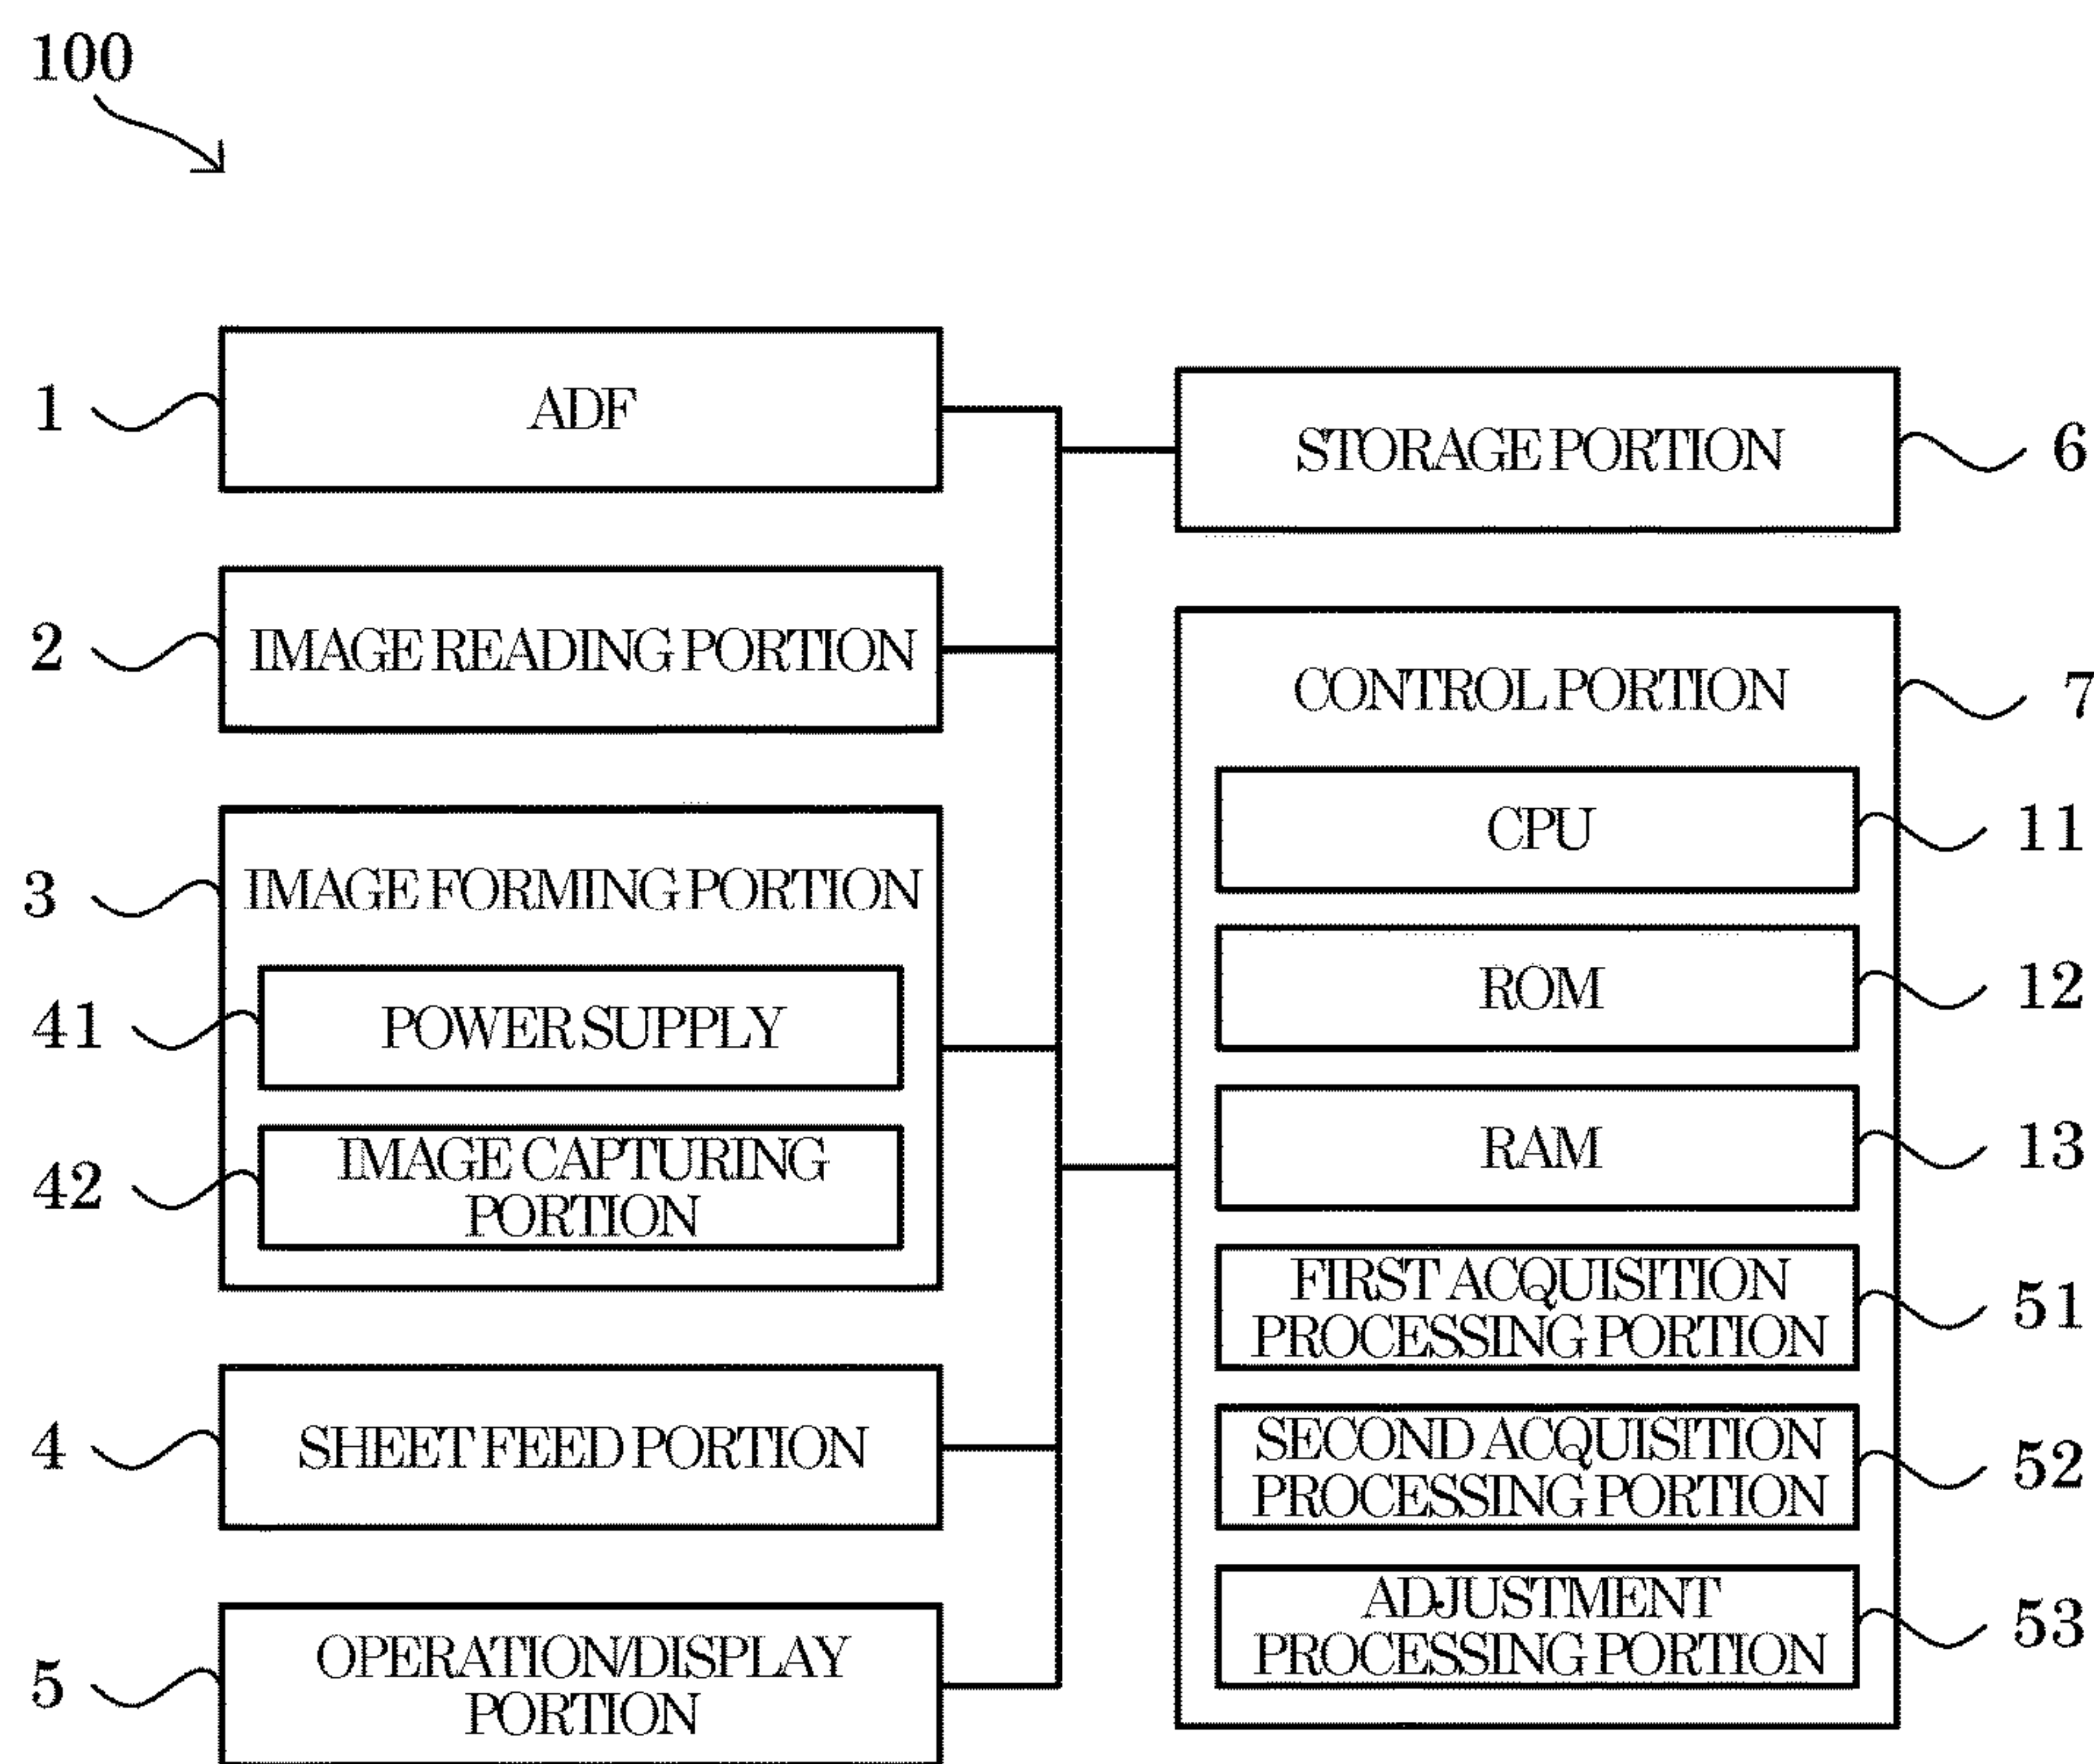 100
1
ADF
2
IMAGE READING PORTION
3
IMAGE FORMING PORTION
41
POWER SUPPLY
42
IMAGE CAPTURING
PORTION
4
SHEET FEED PORTION
5
OPERATION/DISPLAY
PORTION
STORAGE PORTION
6
CONTROL PORTION
7
CPU
11
ROM
12
RAM
13
FIRST ACQUISITION
PROCESSING PORTION
51
SECOND ACQUISITION
PROCESSING PORTION
52
ADJUSTMENT
PROCESSING PORTION
53